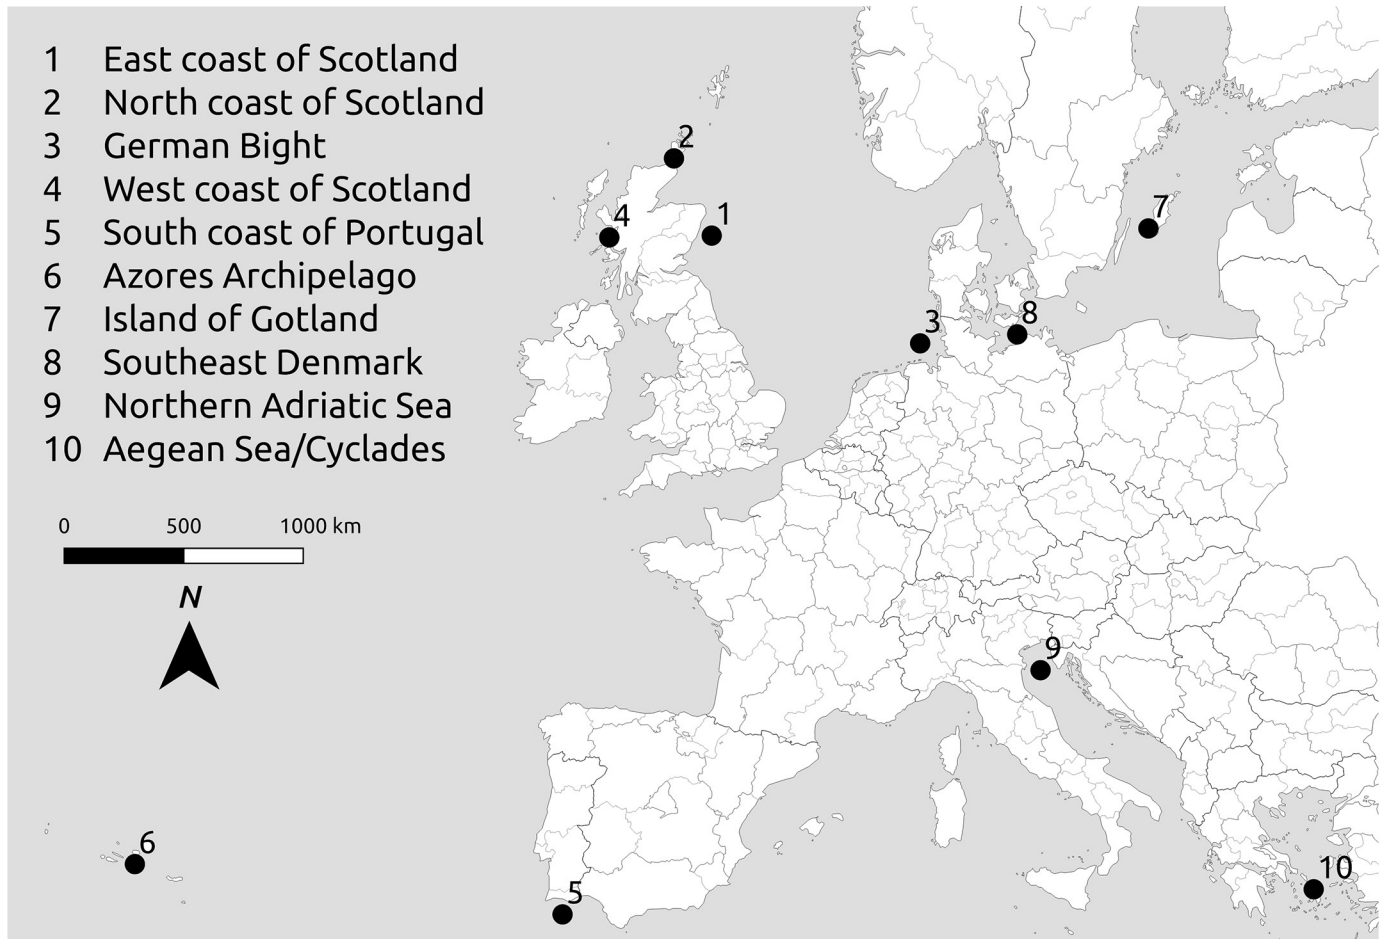 1 East coast of Scotland
2 North coast of Scotland
3 German Bight
4 West coast of Scotland
5 South coast of Portugal
6 Azores Archipelago
7 Island of Gotland
8 Southeast Denmark
9 Northern Adriatic Sea
10 Aegean Sea/Cyclades
0 500 1000 km
N
2
4
1
7
3
8
9
6
5
10